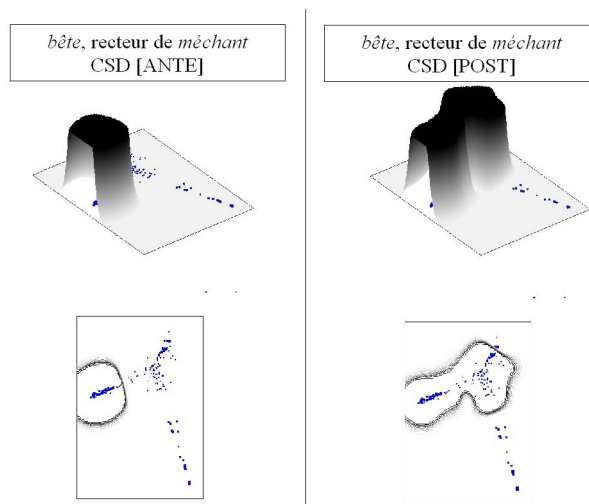 bête, recteur de méchant
CSD [ANTE]
bête, recteur de méchant
CSD [POST]